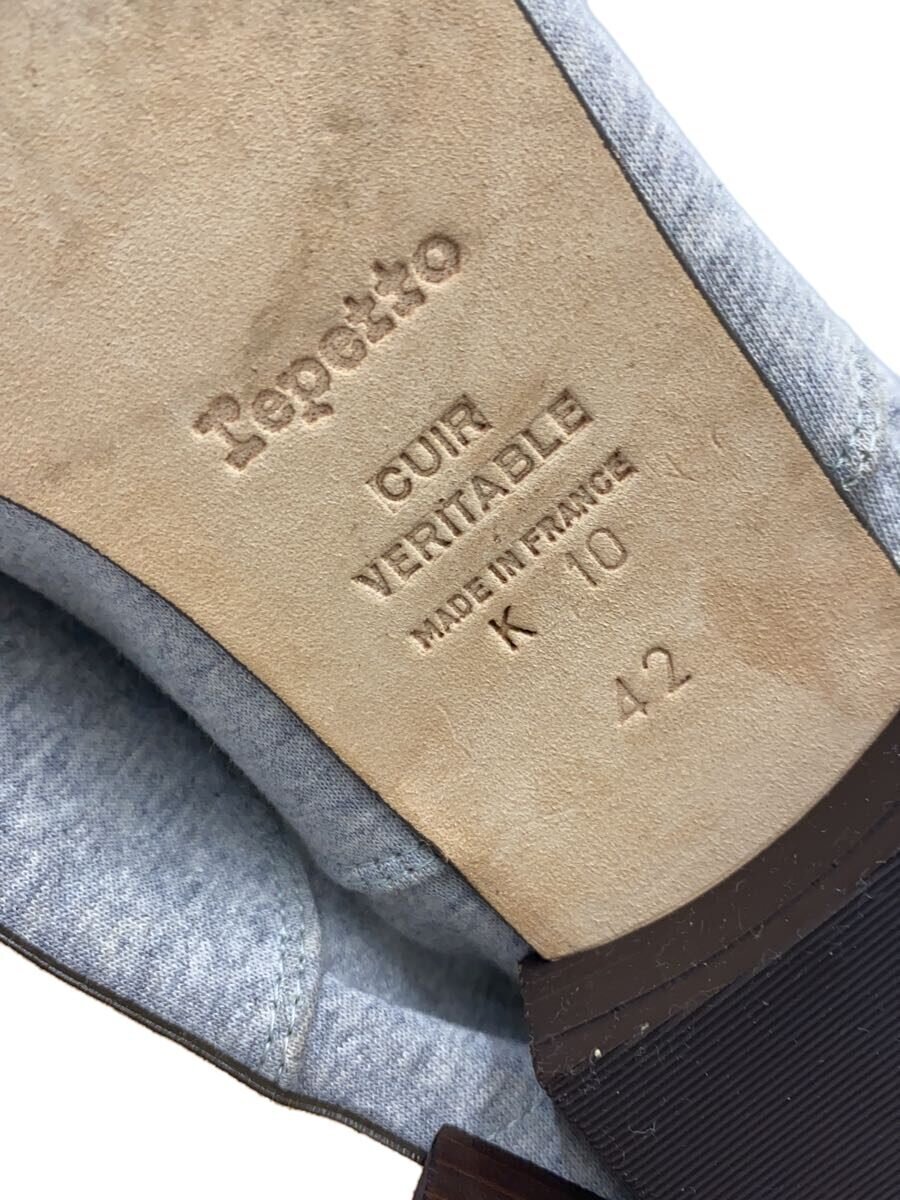 repetto
CUIR
VERITABLE
MADE IN FRANCE
K 10
42